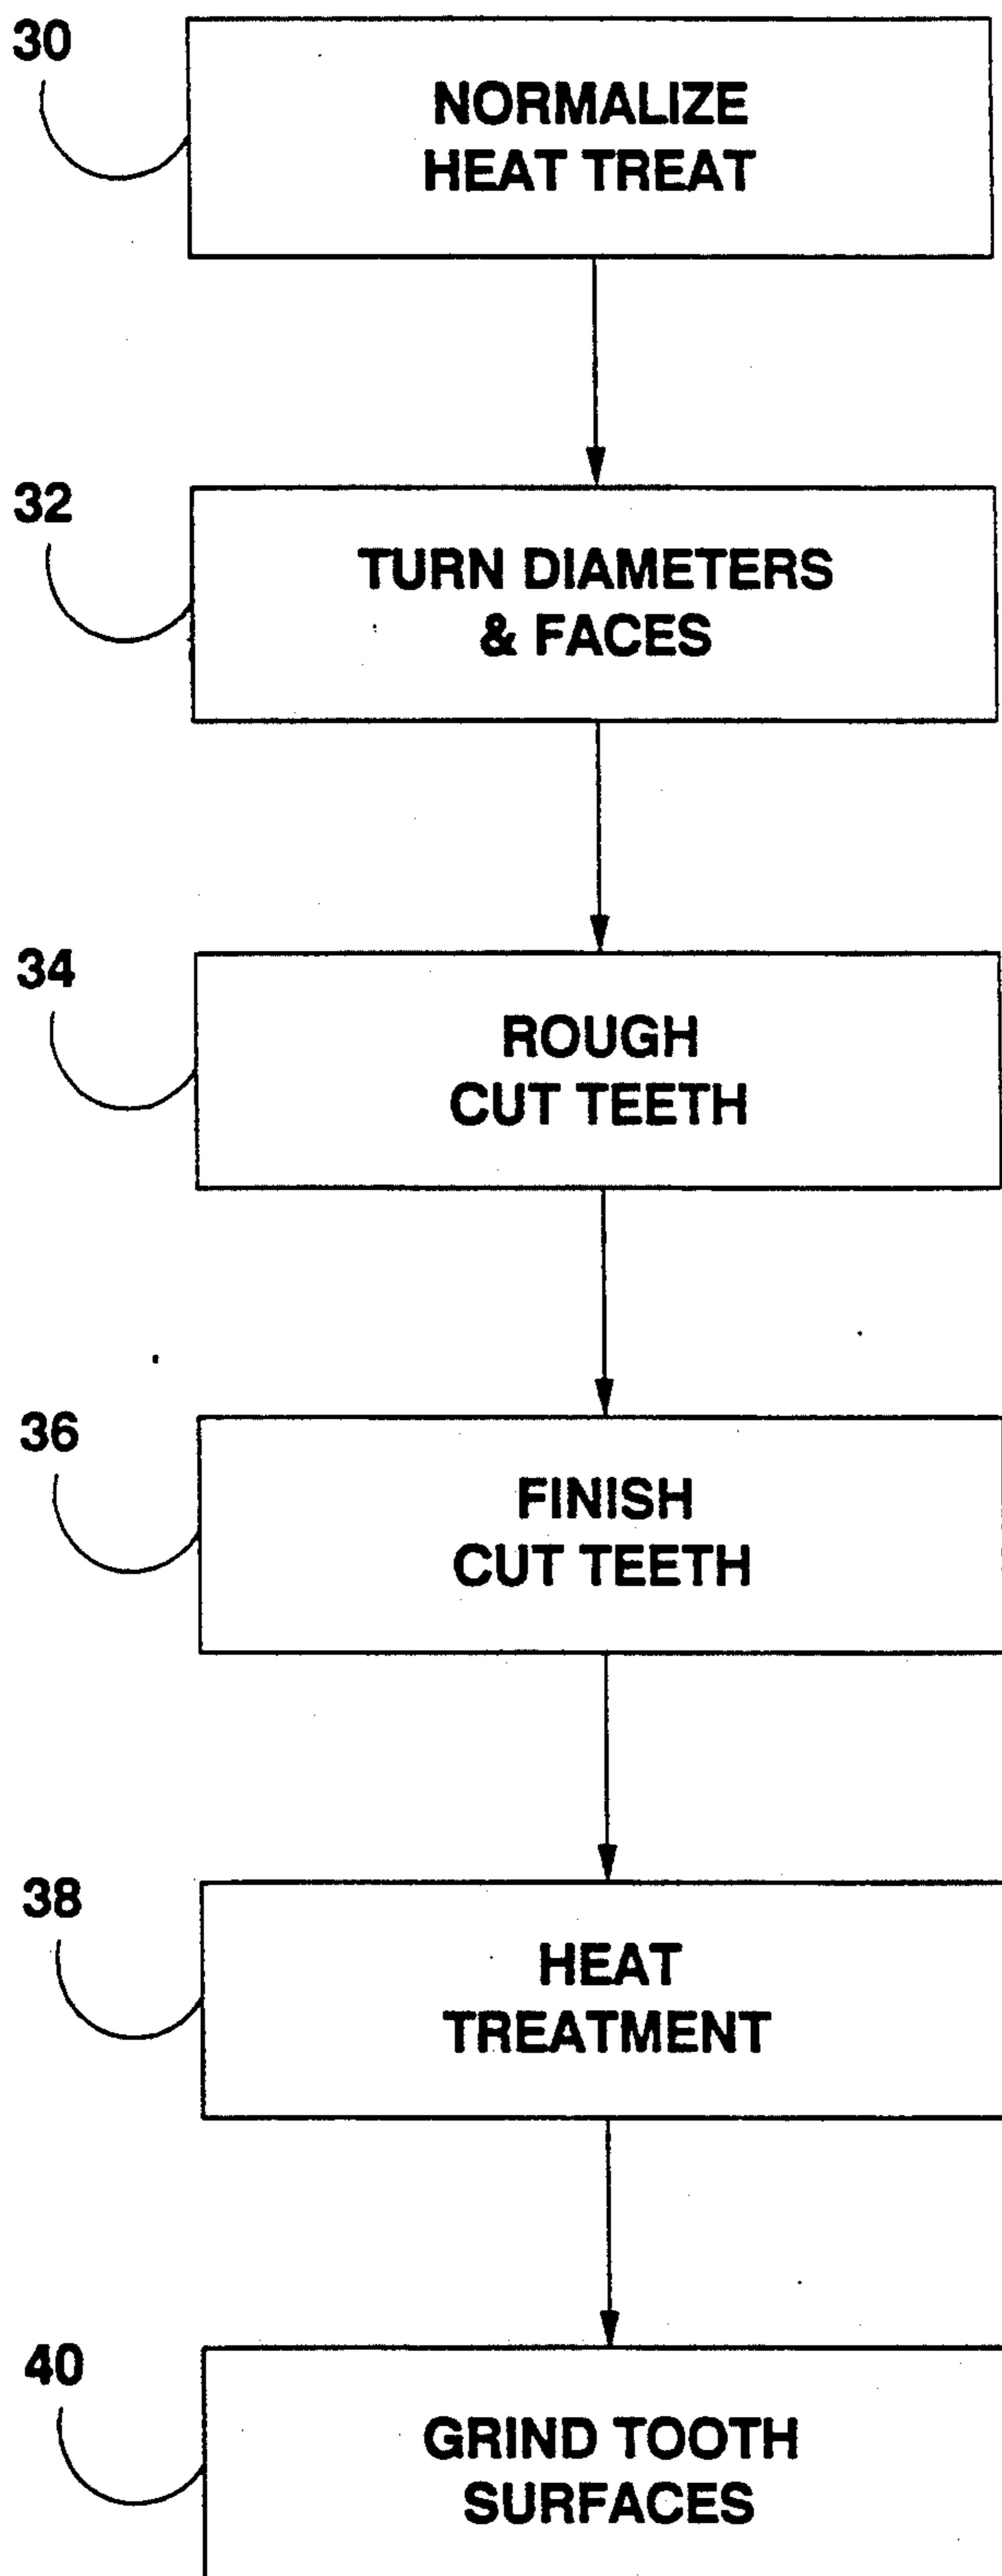 30
NORMALIZE
HEAT TREAT
32
TURN DIAMETERS
& FACES
34
ROUGH
CUT TEETH
36
FINISH
CUT TEETH
38
HEAT
TREATMENT
40
GRIND TOOTH
SURFACES